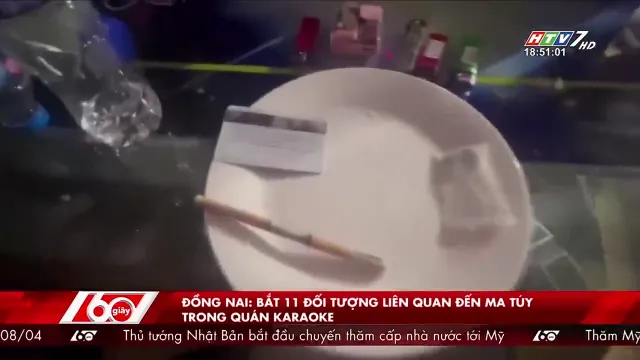 HTV7 HD
18:51:01
60 giây
ĐỒNG NAI: BẮT 11 ĐỐI TƯỢNG LIÊN QUAN ĐẾN MA TÚY
TRONG QUÁN KARAOKE
08/04 Thủ tướng Nhật Bản bắt đầu chuyến thăm cấp nhà nước tới Mỹ 60 Thăm M